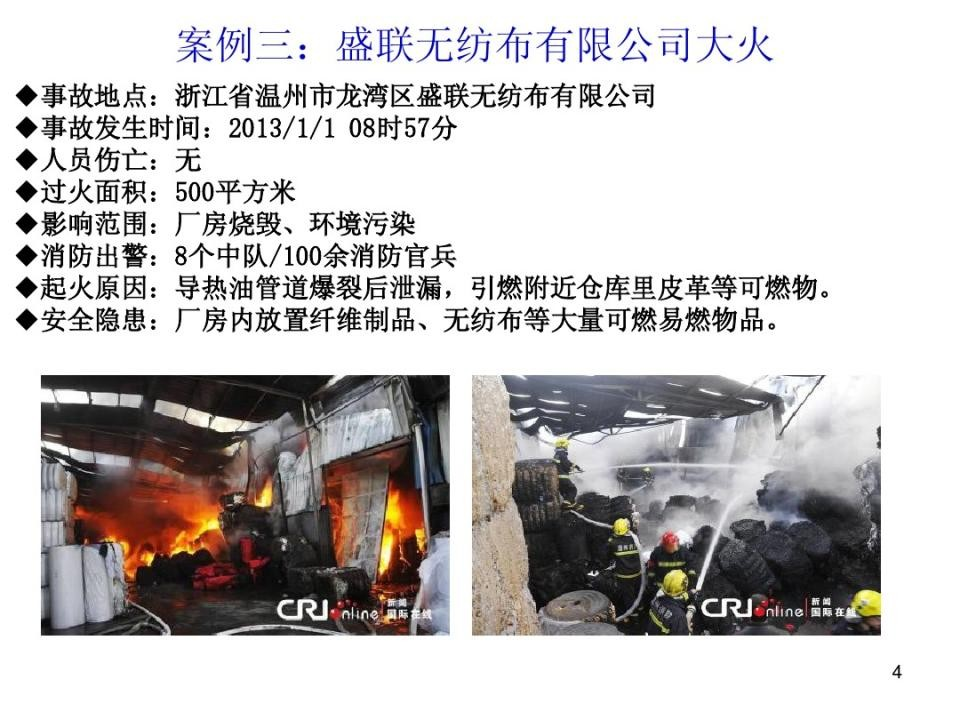 案例三：盛联无纺布有限公司大火
◆事故地点：浙江省温州市龙湾区盛联无纺布有限公司
◆事故发生时间：2013/1/1 08时57分
◆人员伤亡：无
◆过火面积：500平方米
◆影响范围：厂房烧毁、环境污染
◆消防出警：8个中队/100余消防官兵
◆起火原因：导热油管道爆裂后泄漏，引燃附近仓库里皮革等可燃物。
◆安全隐患：厂房内放置纤维制品、无纺布等大量可燃易燃物品。
CRI Online 新闻
国际在线
CRI Online 新闻
国际在线
4